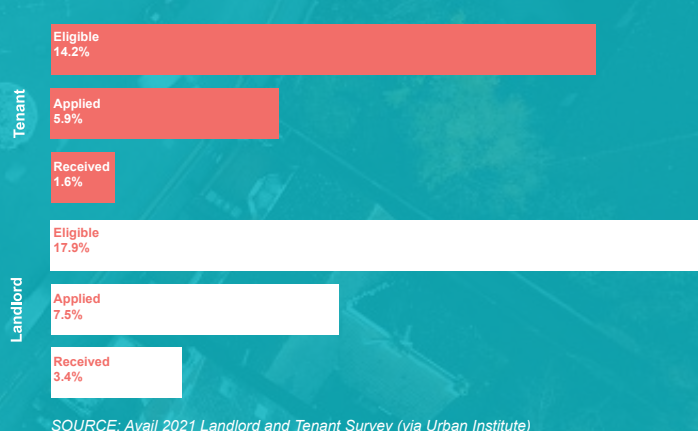 Tenant
Eligible
14.2%
Applied
5.9%
Received
1.6%
Landlord
Eligible
17.9%
Applied
7.5%
Received
3.4%
SOURCE: Avail 2021 Landlord and Tenant Survey (via Urban Institute)